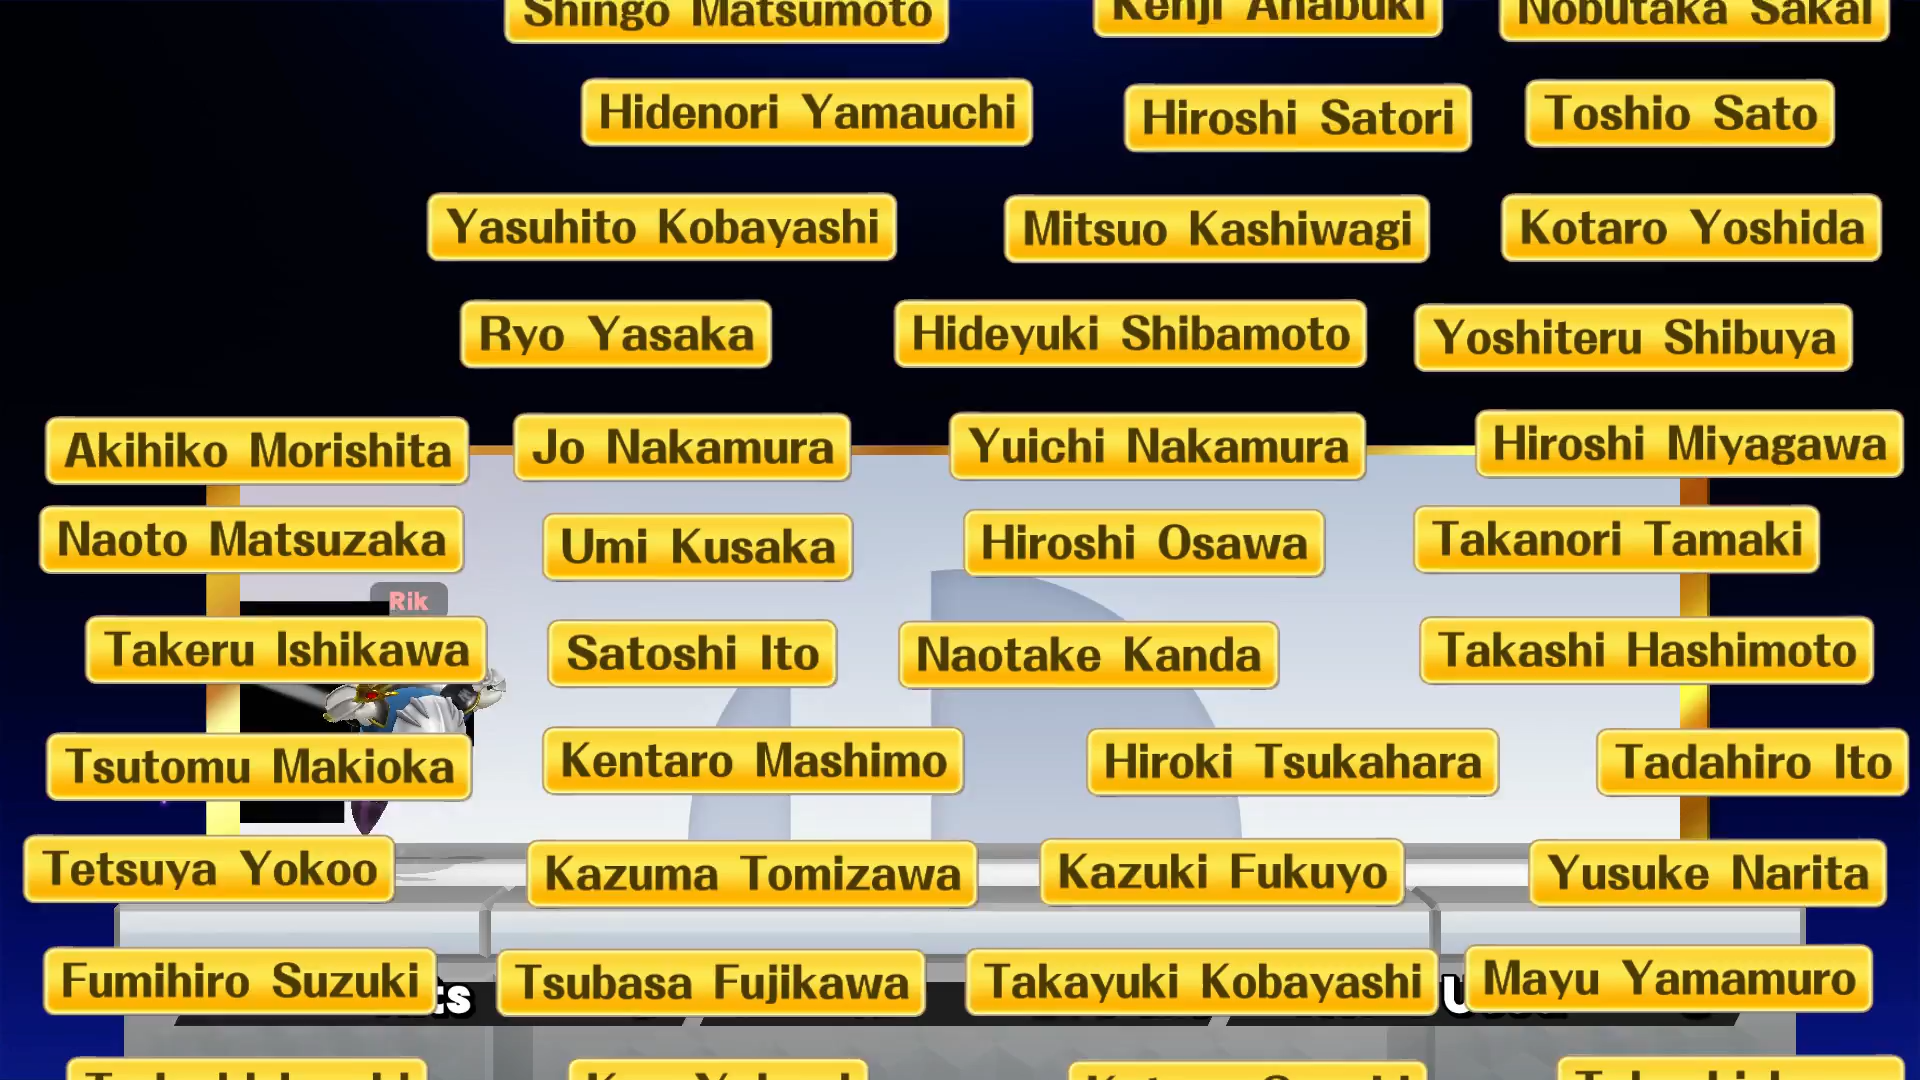 Shingo Matsumoto Kenji Anabuki Nobutaka Sakai
Hidenori Yamauchi Hiroshi Satori Toshio Sato
Yasuhito Kobayashi Mitsuo Kashiwagi Kotaro Yoshida
Ryo Yasaka Hideyuki Shibamoto Yoshiteru Shibuya
Akihiko Morishita Jo Nakamura Yuichi Nakamura Hiroshi Miyagawa
Naoto Matsuzaka Umi Kusaka Hiroshi Osawa Takanori Tamaki
Rik
Takeru Ishikawa Satoshi Ito Naotake Kanda Takashi Hashimoto
Tsutomu Makioka Kentaro Mashimo Hiroki Tsukahara Tadahiro Ito
Tetsuya Yokoo Kazuma Tomizawa Kazuki Fukuyo Yusuke Narita
Fumihiro Suzuki Tsubasa Fujikawa Takayuki Kobayashi Mayu Yamamuro